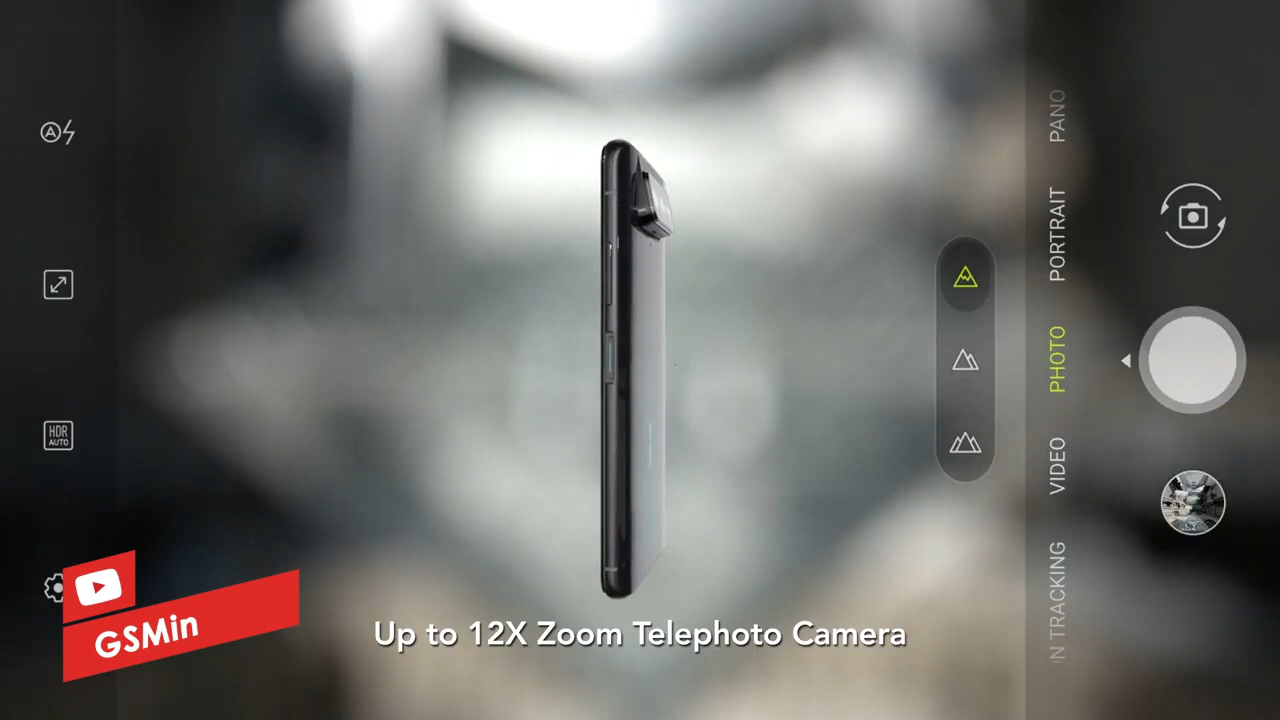 A
HDR
AUTO
GSMin
Up to 12X Zoom Telephoto Camera
PANO
PORTRAIT
PHOTO
VIDEO
N TRACKING